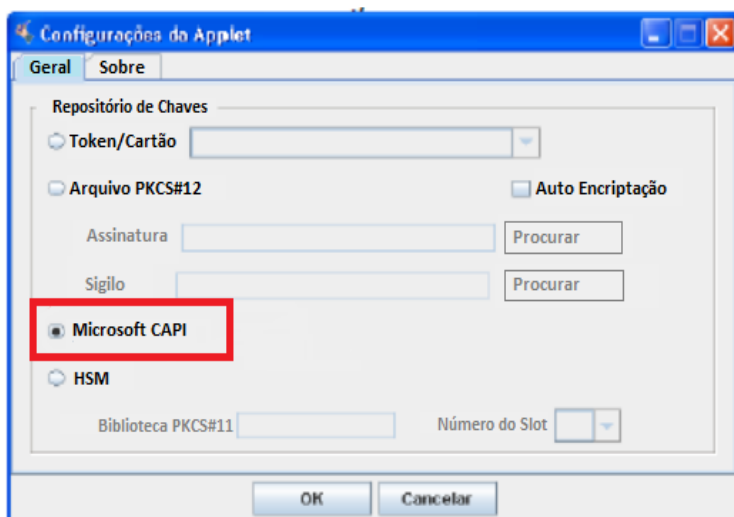 Configurações do Applet
Geral Sobre
Repositório de Chaves
Token/Cartão
Arquivo PKCS#12 Auto Encriptação
Assinatura Procurar
Sigilo Procurar
Microsoft CAPI
HSM
Biblioteca PKCS#11 Número do Slot
OK Cancelar